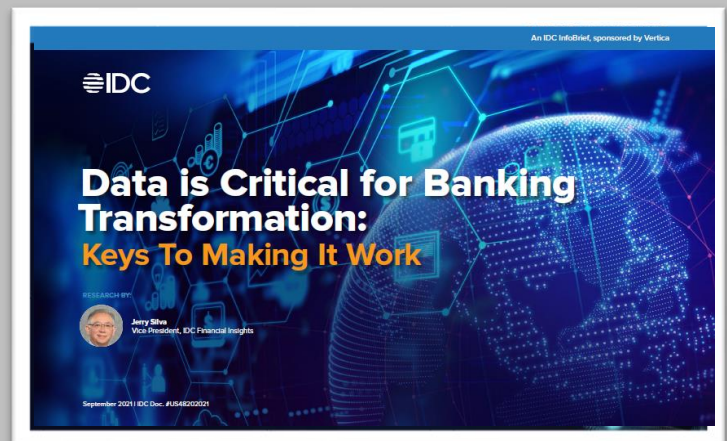 An IDC InfoBrief, sponsored by Vertica
IDC
Data is Critical for Banking
Transformation:
Keys To Making It Work
RESEARCH BY:
Jerry Silva
Vice President, IDC Financial Insights
September 2021 I IDC Doc. #US48202021